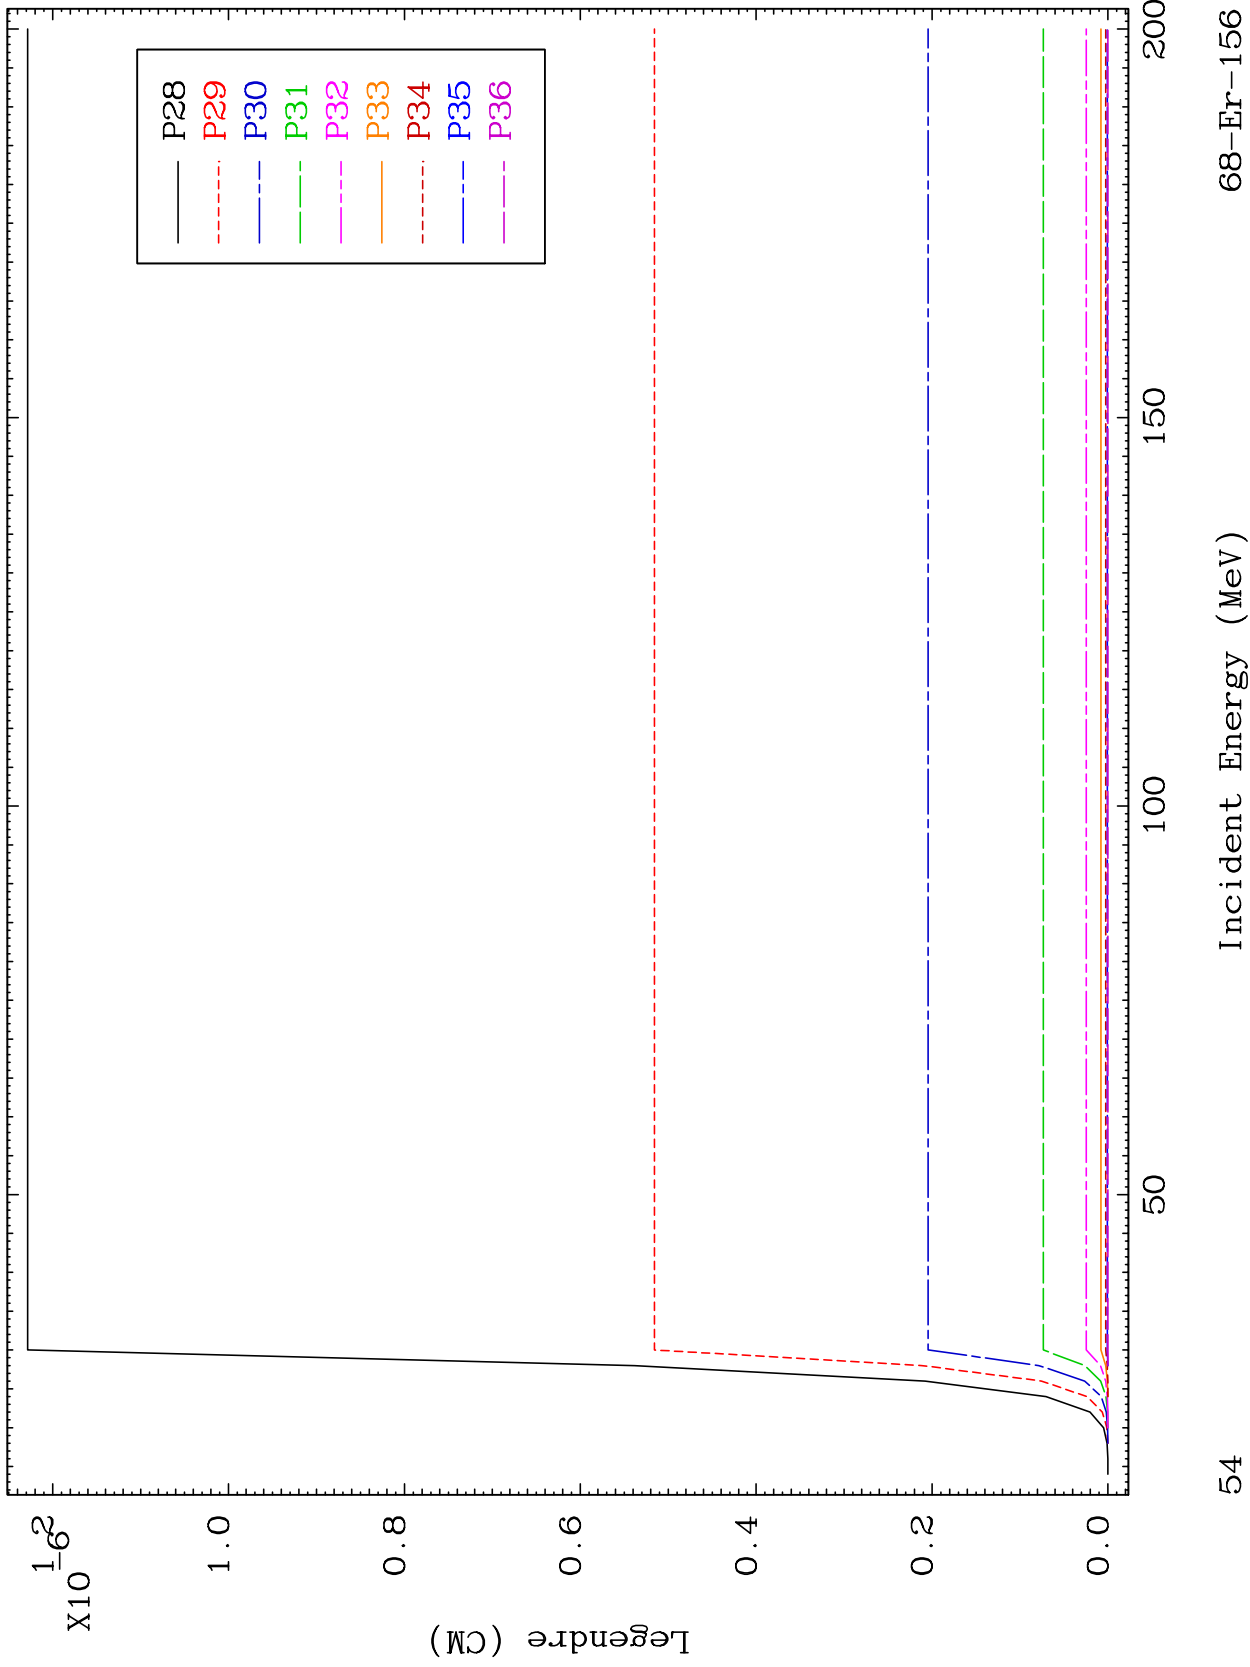 1.2
X10-6
1.0
0.8
0.6
0.4
0.2
0.0
Legendre (CM)
P28
P29
P30
P31
P32
P33
P34
P35
P36
50
100
150
200
Incident Energy (MeV)
54
68-Er-156